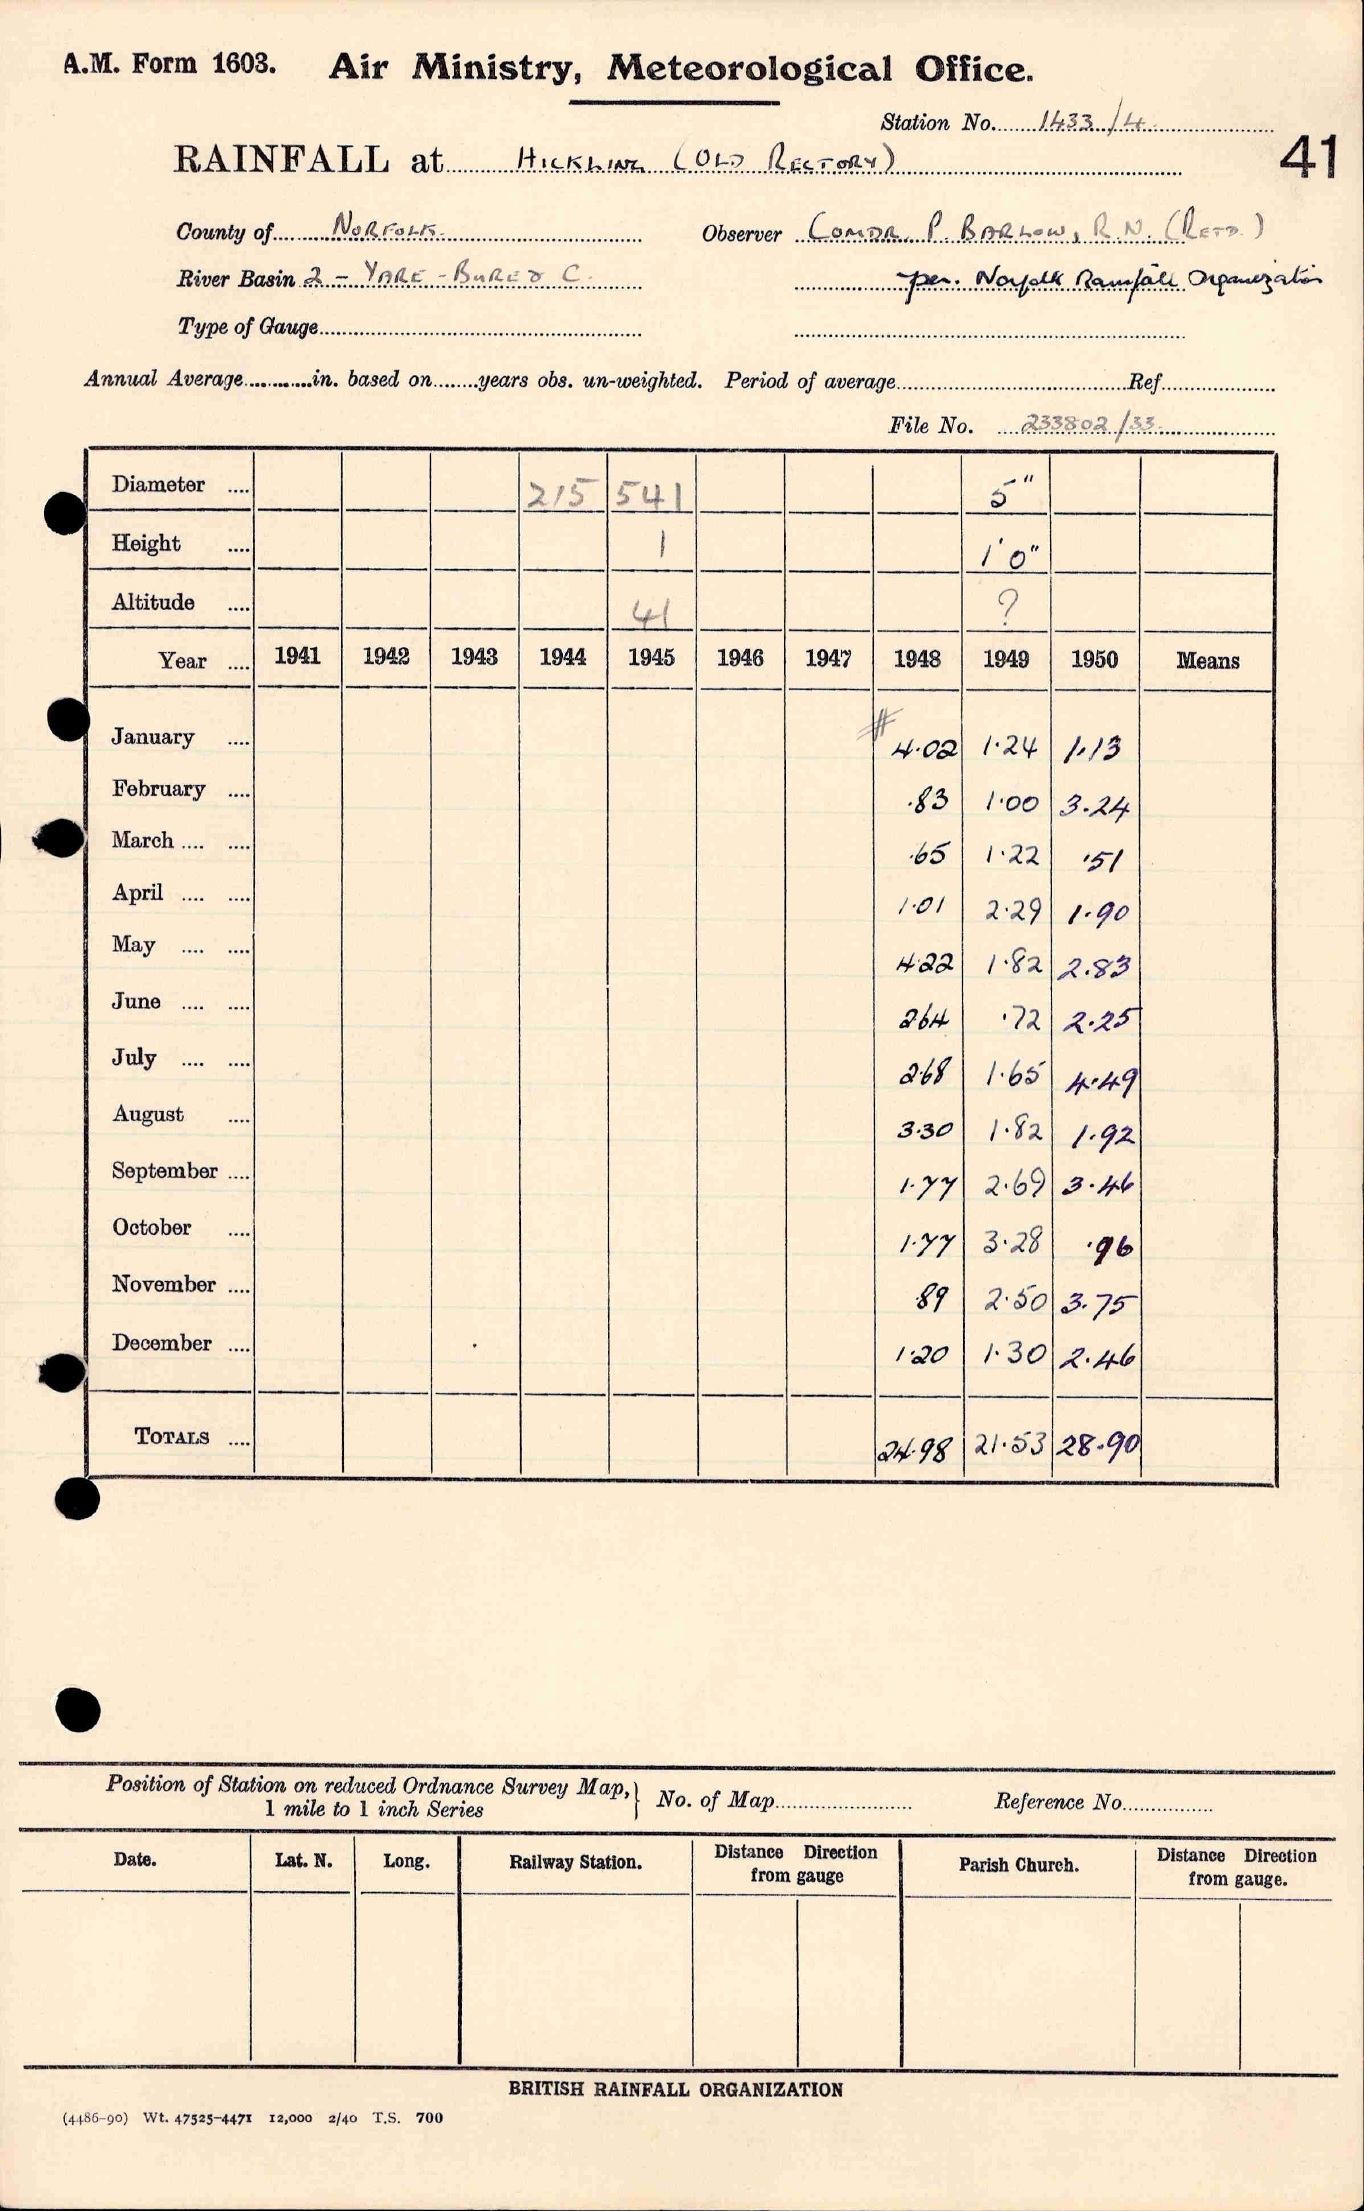 A.M. Form 1603. Air Ministry, Meteorological Office.
Station No. 1433/4
RAINFALL at HICKLING (OLD RECTORY)
41
County of NORFOLK. Observer COMDR. P. BARLOW, R.N. (RETD.)
River Basin 2 – YARE – BURE & C. per. Norfolk Rainfall Organization
Type of Gauge
Annual Average in. based on years obs. un-weighted. Period of average Ref.
File No. 233802/33
Diameter .... 215 541 5"
Height .... 1 1'0"
Altitude .... 41 ?
Year .... 1941 1942 1943 1944 1945 1946 1947 1948 1949 1950 Means
January .... # 4.02 1.24 1.13
February .... .83 1.00 3.24
March .... .... .65 1.22 .51
April .... .... 1.01 2.29 1.90
May .... .... 4.22 1.82 2.83
June .... .... 2.64 .72 2.25
July .... .... 2.68 1.65 4.49
August .... 3.30 1.82 1.92
September .... 1.77 2.69 3.46
October .... 1.77 3.28 .96
November .... .89 2.50 3.75
December .... 1.20 1.30 2.46
TOTALS .... 24.98 21.53 28.90
Position of Station on reduced Ordnance Survey Map, } No. of Map Reference No.
1 mile to 1 inch Series
Date. Lat. N. Long. Railway Station. Distance Direction from gauge Parish Church. Distance Direction from gauge.
BRITISH RAINFALL ORGANIZATION
(4486-90) Wt. 47525-4471 12,000 2/40 T.S. 700